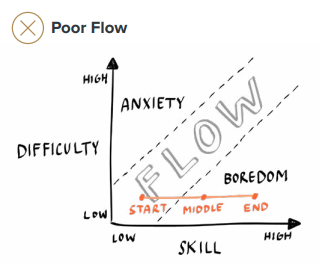 Poor Flow
HIGH
ANXIETY
FLOW
DIFFICULTY
BOREDOM
START MIDDLE END
LOW
LOW
HIGH
SKILL